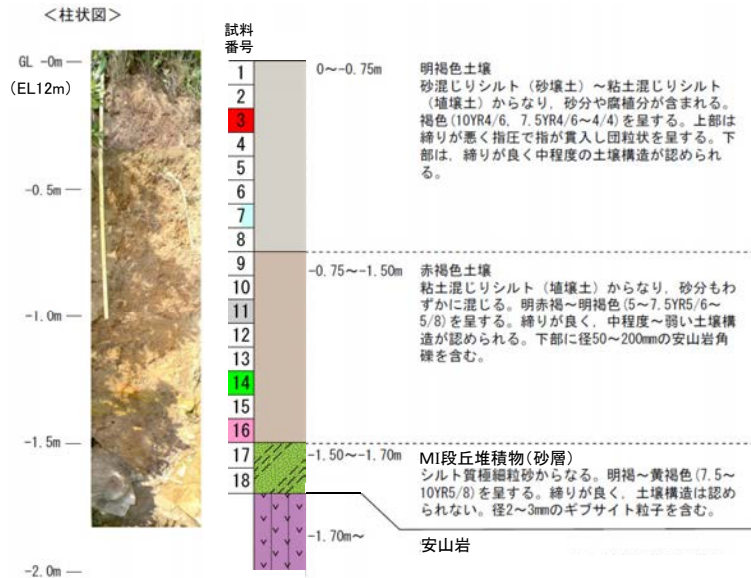 <柱状図>
試料
番号
GL -0m
(EL12m)
-0.5m
-1.0m
-1.5m
-2.0m
1
2
3
4
5
6
7
8
9
10
11
12
13
14
15
16
17
18
0～-0.75m
明褐色土壌
砂混じりシルト（砂壌土）～粘土混じりシルト
（埴壌土）からなり，砂分や腐植分が含まれる。
褐色(10YR4/6，7.5YR4/6～4/4)を呈する。上部は
締りが悪く指圧で指が貫入し団粒状を呈する。下
部は，締りが良く中程度の土壌構造が認められ
る。
-0.75～-1.50m
赤褐色土壌
粘土混じりシルト（埴壌土）からなり，砂分もわ
ずかに混じる。明赤褐～明褐色(5～7.5YR5/6～
5/8)を呈する。締りが良く，中程度～弱い土壌構
造が認められる。下部に径50～200mmの安山岩角
礫を含む。
-1.50～-1.70m
MⅠ段丘堆積物(砂層)
シルト質極細粒砂からなる。明褐～黄褐色(7.5～
10YR5/8)を呈する。締りが良く，土壌構造は認め
られない。径2～3mmのギブサイト粒子を含む。
-1.70m～
安山岩